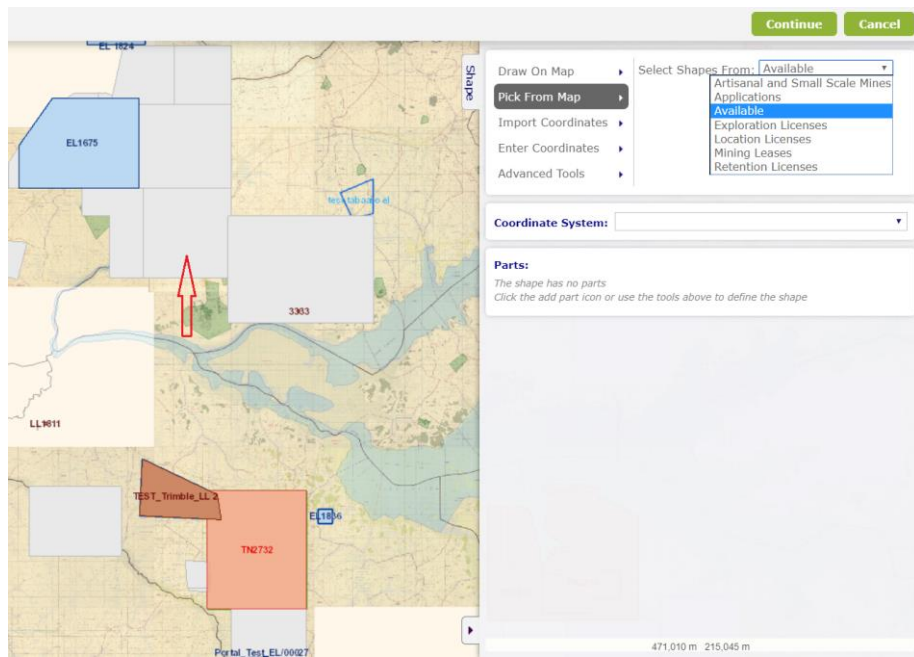 Continue
Cancel
EL 1824
EL1675
3363
LL1811
TEST_Trimble_LL 2
EL1836
TN2732
Portal_Test_EL/00027
Shape
Draw On Map
Pick From Map
Import Coordinates
Enter Coordinates
Advanced Tools
Select Shapes From: Available
Artisanal and Small Scale Mines
Applications
Available
Exploration Licenses
Location Licenses
Mining Leases
Retention Licenses
Coordinate System:
Parts:
The shape has no parts
Click the add part icon or use the tools above to define the shape
471,010 m 215,045 m